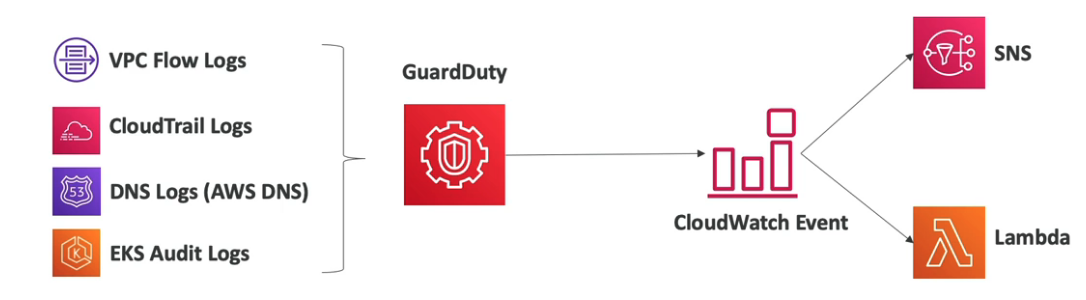 VPC Flow Logs
CloudTrail Logs
53
DNS Logs (AWS DNS)
K
EKS Audit Logs
GuardDuty
CloudWatch Event
SNS
Lambda